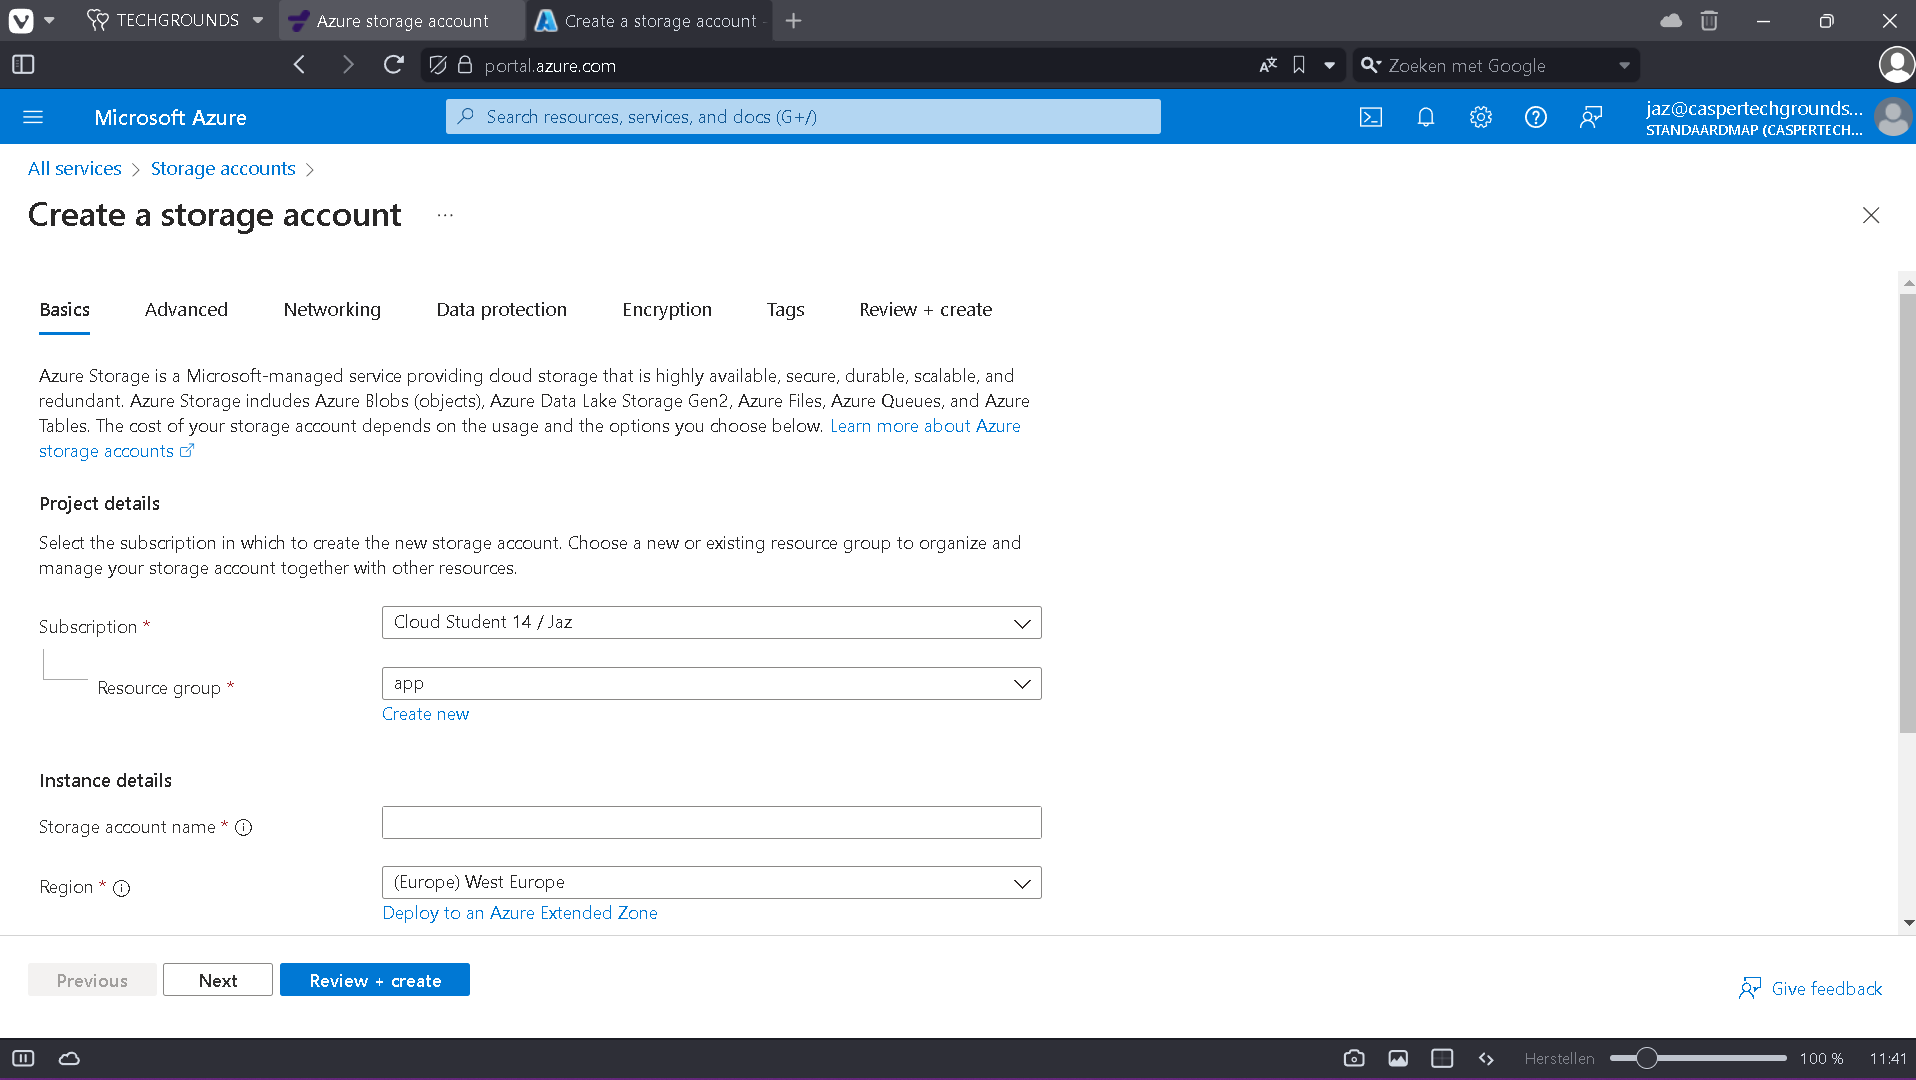 TECHGROUNDS
Azure storage account
Create a storage account -
portal.azure.com
Zoeken met Google
Microsoft Azure
Search resources, services, and docs (G+/)
jaz@caspertechgrounds...
STANDAARDMAP (CASPERTECH...
All services
Storage accounts
Create a storage account
...
Basics
Advanced
Networking
Data protection
Encryption
Tags
Review + create
Azure Storage is a Microsoft-managed service providing cloud storage that is highly available, secure, durable, scalable, and
redundant. Azure Storage includes Azure Blobs (objects), Azure Data Lake Storage Gen2, Azure Files, Azure Queues, and Azure
Tables. The cost of your storage account depends on the usage and the options you choose below. Learn more about Azure
storage accounts
Project details
Select the subscription in which to create the new storage account. Choose a new or existing resource group to organize and
manage your storage account together with other resources.
Subscription *
Cloud Student 14 / Jaz
Resource group *
app
Create new
Instance details
Storage account name *
Region *
(Europe) West Europe
Deploy to an Azure Extended Zone
Previous
Next
Review + create
Give feedback
Herstellen
100 %
11:41